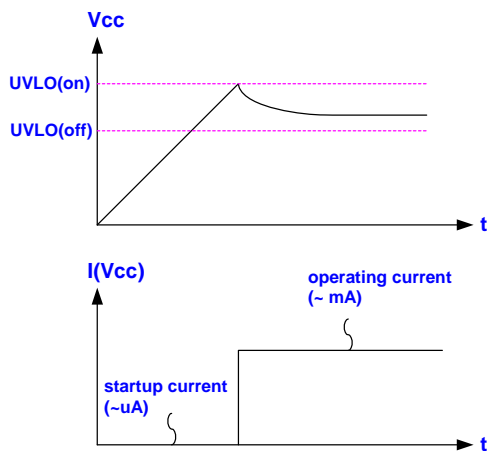 Vcc
UVLO(on)
UVLO(off)
t
I(Vcc)
operating current
(~ mA)
startup current
(~uA)
t